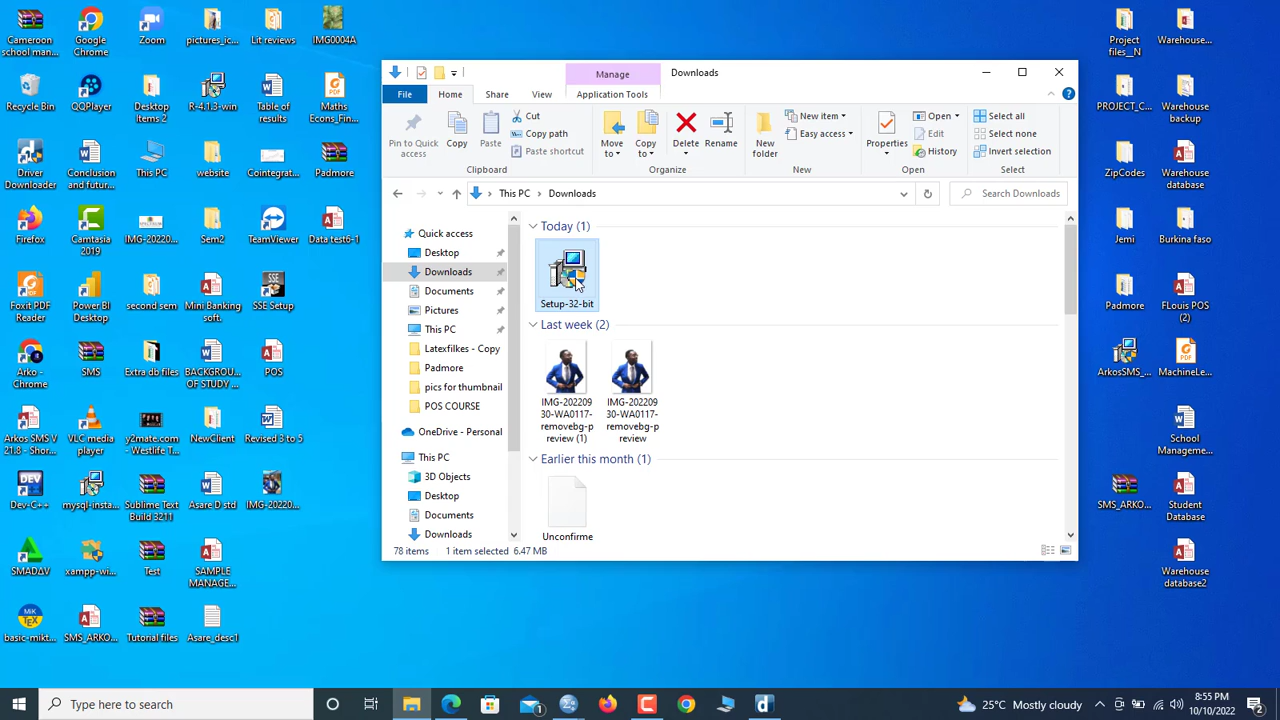 Cameroon
school man...
Google
Chrome
Zoom
pictures_ic...
Lit reviews
IMG0004A
Recycle Bin
QQPlayer
Desktop
Items 2
R-4.1.3-win
Table of
results
Maths
Econs_Fin...
Driver
Downloader
Conclusion
and futur...
This PC
website
Cointegrat...
Padmore
Firefox
Camtasia
2019
IMG-20220...
Sem2
TeamViewer
Data test6-1
Foxit PDF
Reader
Power BI
Desktop
second sem
Mini Banking
soft.
SSE Setup
Arko -
Chrome
SMS
Extra db files
BACKGROU...
OF STUDY ...
POS
Arkos SMS V
21.8 - Shor...
VLC media
player
y2mate.com
- Westlife T...
NewClient
Revised 3 to 5
Dev-C++
mysql-insta...
Sublime Text
Build 3211
Asare D std
IMG-20220...
SMADΔV
xampp-wi...
Test
SAMPLE
MANAGE...
basic-mikt...
SMS_ARKO...
Tutorial files
Asare_desc1
Manage
Downloads
File
Home
Share
View
Application Tools
Pin to Quick
access
Copy
Paste
Cut
Copy path
Paste shortcut
Clipboard
Move
to
Copy
to
Delete
Rename
Organize
New
folder
New item
Easy access
New
Properties
Open
Edit
History
Open
Select all
Select none
Invert selection
Select
This PC
Downloads
Search Downloads
Quick access
Desktop
Downloads
Documents
Pictures
This PC
Latexfilkes - Copy
Padmore
pics for thumbnail
POS COURSE
OneDrive - Personal
This PC
3D Objects
Desktop
Documents
Downloads
Today (1)
Setup-32-bit
Last week (2)
IMG-202209
30-WA0117-
removebg-p
review (1)
IMG-202209
30-WA0117-
removebg-p
review
Earlier this month (1)
Unconfirme
78 items
1 item selected 6.47 MB
Project
files_N
Warehouse...
PROJECT_C...
Warehouse
backup
ZipCodes
Warehouse
database
Jemi
Burkina faso
Padmore
FLouis POS
(2)
ArkosSMS_...
MachineLe...
School
Manageme...
SMS_ARKO...
Student
Database
Warehouse
database2
Type here to search
25°C Mostly cloudy
8:55 PM
10/10/2022